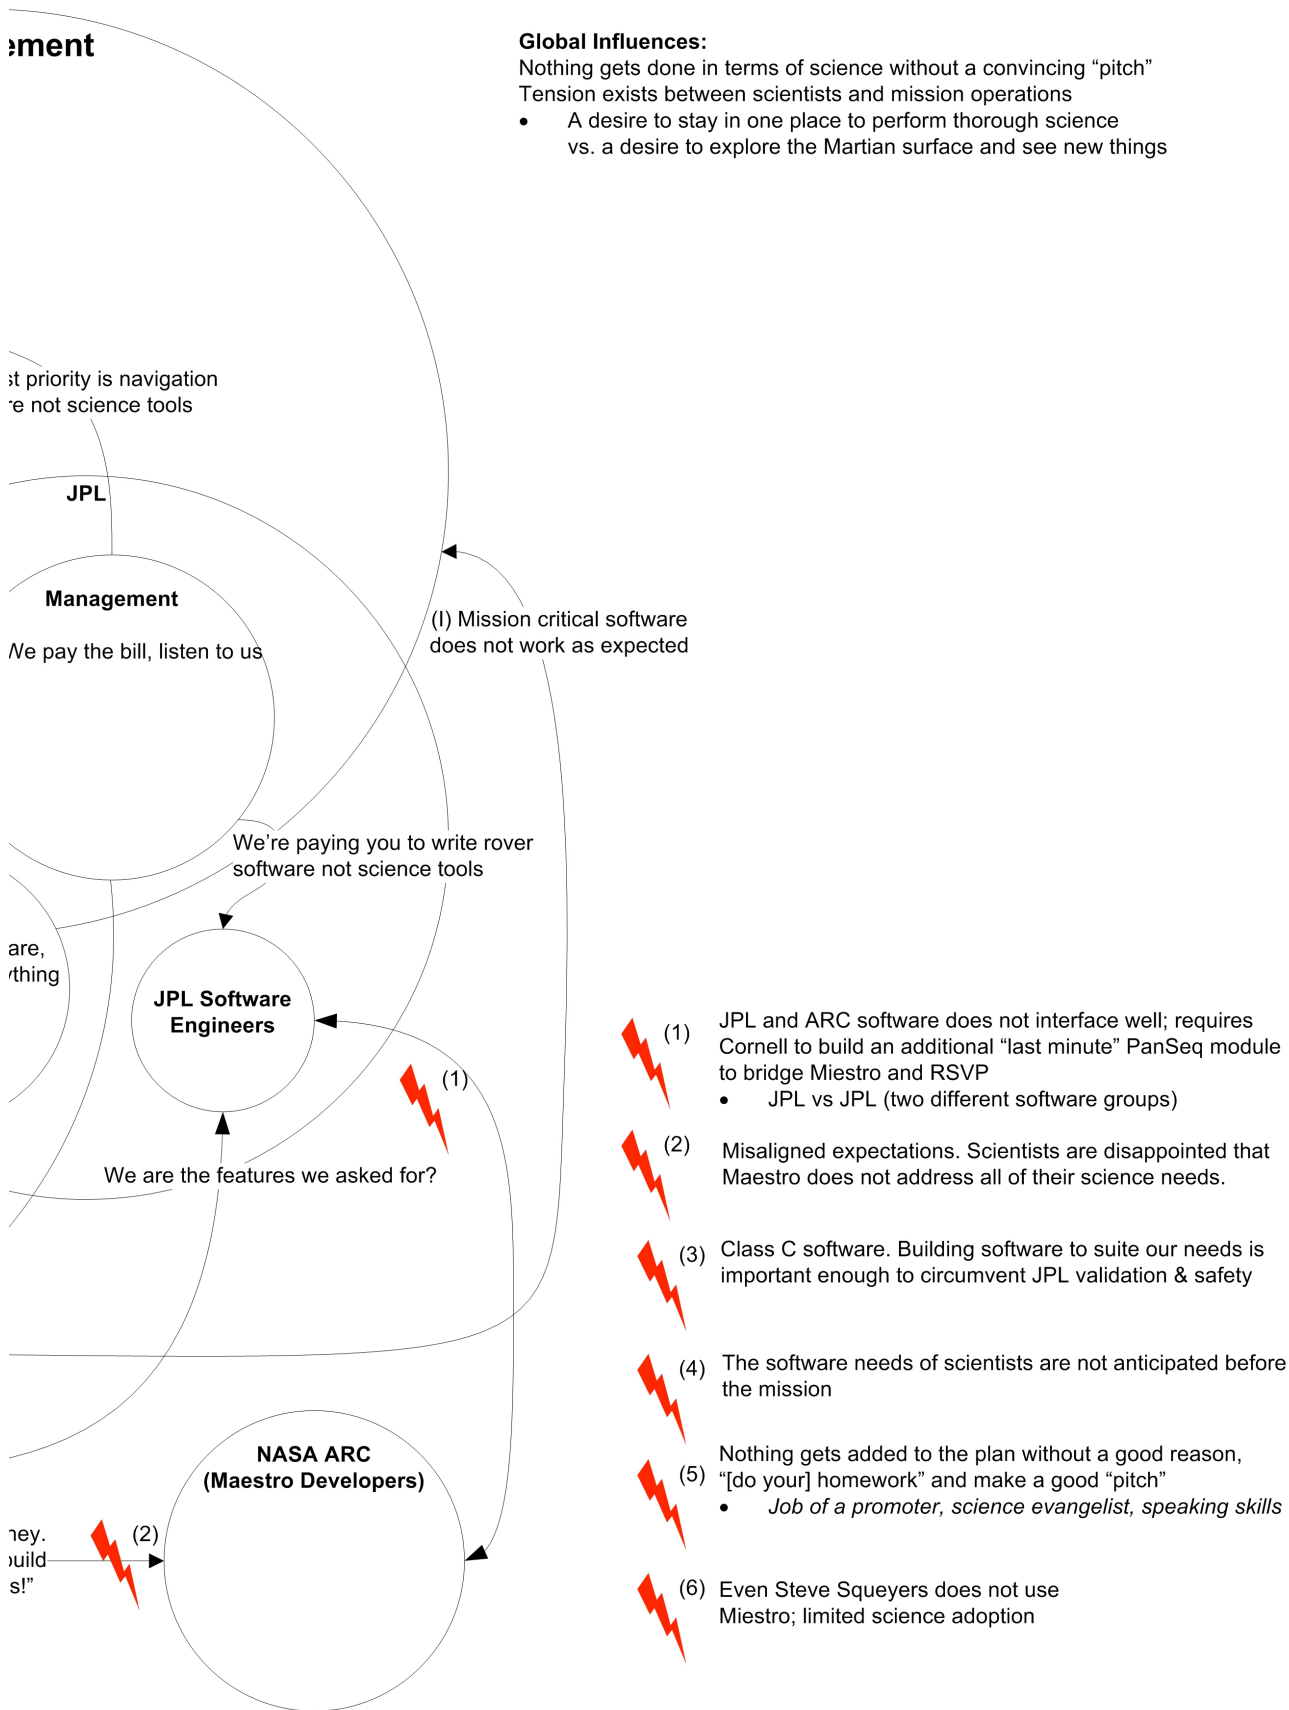 ement
Global Influences:
Nothing gets done in terms of science without a convincing “pitch”
Tension exists between scientists and mission operations
• A desire to stay in one place to perform thorough science
vs. a desire to explore the Martian surface and see new things
st priority is navigation
re not science tools
JPL
Management
We pay the bill, listen to us
(I) Mission critical software
does not work as expected
We’re paying you to write rover
software not science tools
are,
ything
JPL Software
Engineers
(1)
We are the features we asked for?
NASA ARC
(Maestro Developers)
ney.
build
s!”
(2)
(1) JPL and ARC software does not interface well; requires
Cornell to build an additional “last minute” PanSeq module
to bridge Miestro and RSVP
• JPL vs JPL (two different software groups)
(2) Misaligned expectations. Scientists are disappointed that
Maestro does not address all of their science needs.
(3) Class C software. Building software to suite our needs is
important enough to circumvent JPL validation & safety
(4) The software needs of scientists are not anticipated before
the mission
(5) Nothing gets added to the plan without a good reason,
“[do your] homework” and make a good “pitch”
• Job of a promoter, science evangelist, speaking skills
(6) Even Steve Squeyers does not use
Miestro; limited science adoption